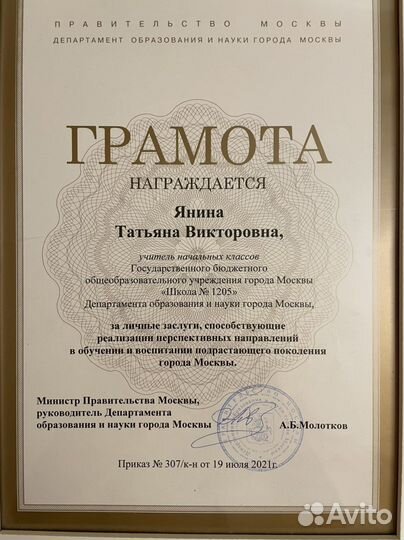 ПРАВИТЕЛЬСТВО МОСКВЫ
ДЕПАРТАМЕНТ ОБРАЗОВАНИЯ И НАУКИ ГОРОДА МОСКВЫ
ГРАМОТА
НАГРАЖДАЕТСЯ
Янина
Татьяна Викторовна,
учитель начальных классов
Государственного бюджетного
общеобразовательного учреждения города Москвы
«Школа № 1205»
Департамента образования и науки города Москвы,
за личные заслуги, способствующие
реализации перспективных направлений
в обучении и воспитании подрастающего поколения
города Москвы.
Министр Правительства Москвы,
руководитель Департамента
образования и науки города Москвы А.Б.Молотков
Приказ № 307/к-н от 19 июля 2021г.
Avito